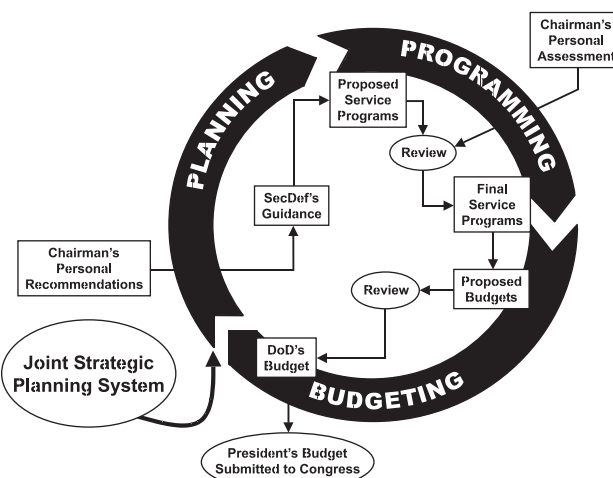 Chairman's
Personal
Assessment
PROGRAMMING
PLANNING
Proposed
Service
Programs
Review
SecDef's
Guidance
Final
Service
Programs
Chairman's
Personal
Recommendations
Review
Proposed
Budgets
Joint Strategic
Planning System
DoD's
Budget
BUDGETING
President's Budget
Submitted to Congress